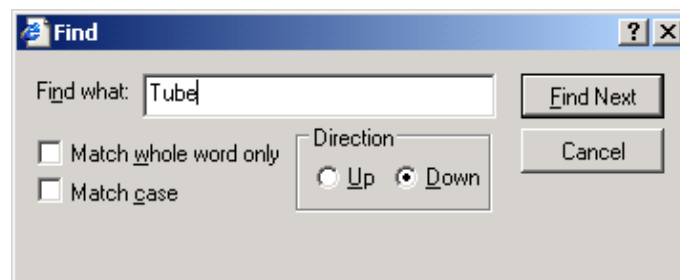 Find
Find what: Tube
Find Next
Match whole word only
Match case
Direction
Up Down
Cancel